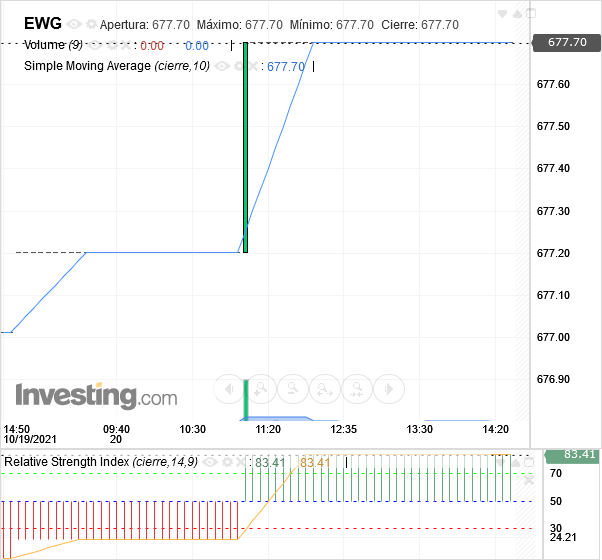 EWG Apertura: 677.70 Máximo: 677.70 Mínimo: 677.70 Cierre: 677.70
Volume (9) : 0.00 0.00
677.70
Simple Moving Average (cierre,10) : 677.70
677.60
677.50
677.40
677.30
677.20
677.10
677.00
676.90
Investing.com
14:50 09:40 10:30 11:20 12:35 13:30 14:20
10/19/2021 20
Relative Strength Index (cierre,14,9) : 83.41 83.41
83.41
70
50
30
24.21